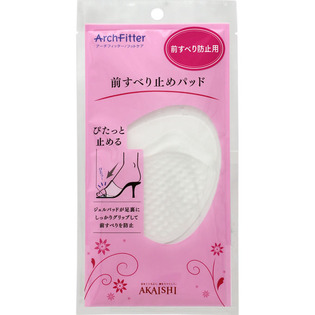 ArchFitter
アーチフィッター/フットケア
前すべり防止用
前すべり止めパッド
ぴたっと
止める
ジェルパッドが足裏に
しっかりグリップして
前すべりを防止
AKAISHI